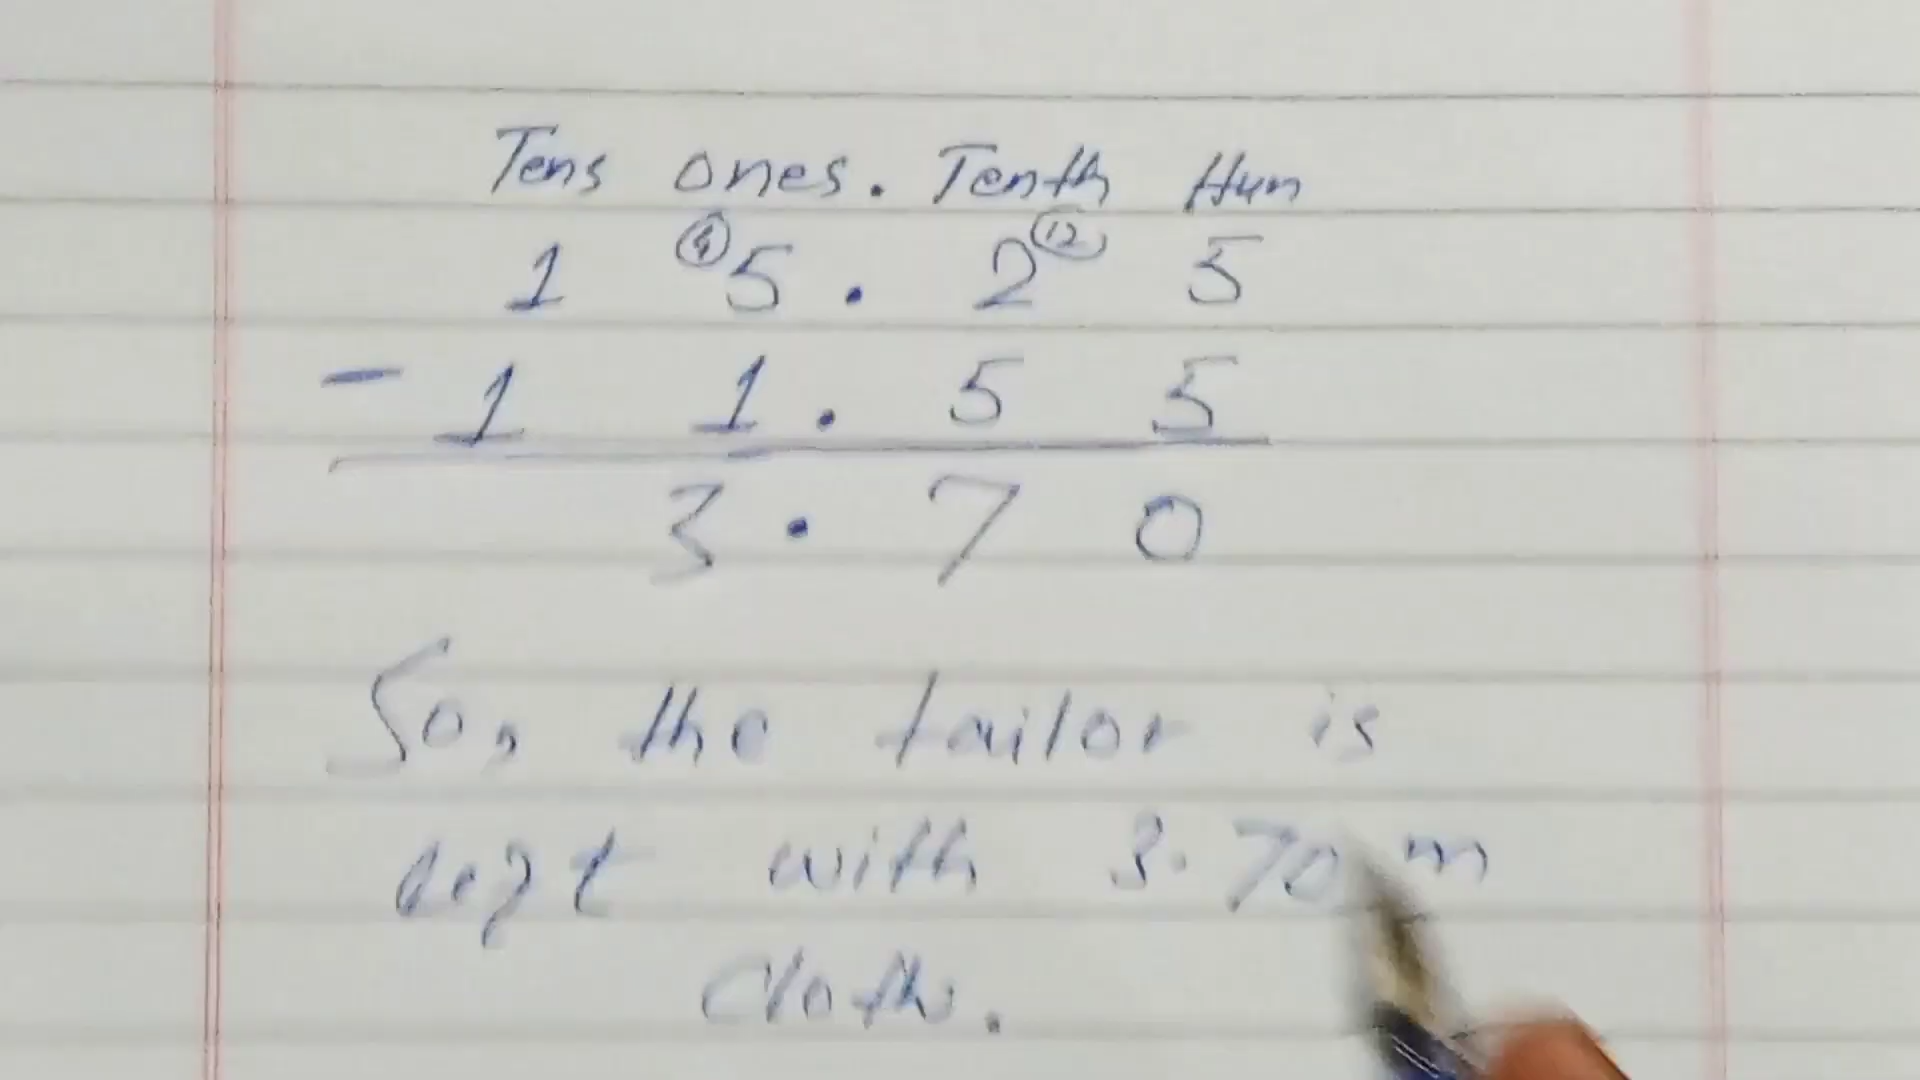 Tens ones. Tenth Hun
1 ④5 . 2⑫ 5
- 1 1 . 5 5
3 . 7 0
So, the tailor is
left with 3.70 m
Cloth.